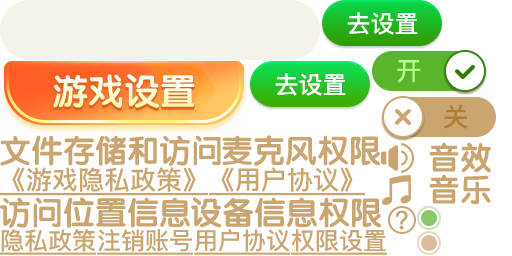 去设置
开
游戏设置
去设置
关
文件存储和访问麦克风权限
音效
《游戏隐私政策》《用户协议》
音乐
访问位置信息设备信息权限
?
隐私政策注销账号用户协议权限设置